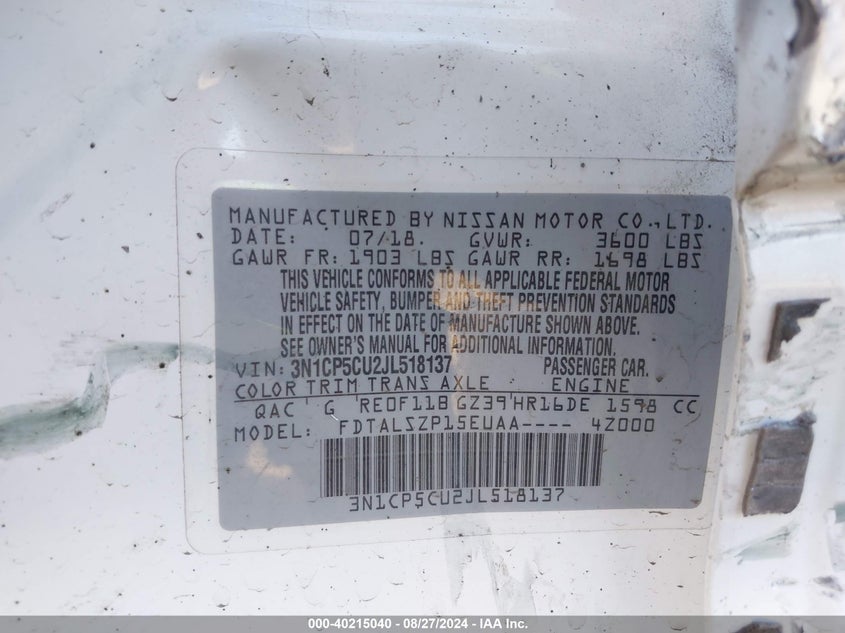 MANUFACTURED BY NISSAN MOTOR CO., LTD.
DATE: 07/18. GVWR: 3600 LBS
GAWR FR: 1903 LBS GAWR RR: 1698 LBS
THIS VEHICLE CONFORMS TO ALL APPLICABLE FEDERAL MOTOR
VEHICLE SAFETY, BUMPER AND THEFT PREVENTION STANDARDS
IN EFFECT ON THE DATE OF MANUFACTURE SHOWN ABOVE.
SEE OWNER'S MANUAL FOR ADDITIONAL INFORMATION.
VIN: 3N1CP5CU2JL518137 PASSENGER CAR.
COLOR TRIM TRANS AXLE ENGINE
QAC G RE0F11B GZ39 HR16DE 1598 CC
MODEL: FDTALSZP15EUAA---- 4Z000
3N1CP5CU2JL518137
000-40215040 - 08/27/2024 - IAA Inc.